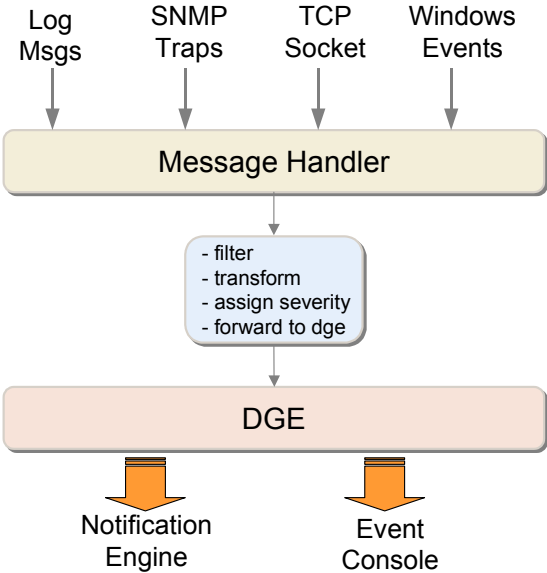 Log
Msgs
SNMP
Traps
TCP
Socket
Windows
Events
Message Handler
- filter
- transform
- assign severity
- forward to dge
DGE
Notification
Engine
Event
Console